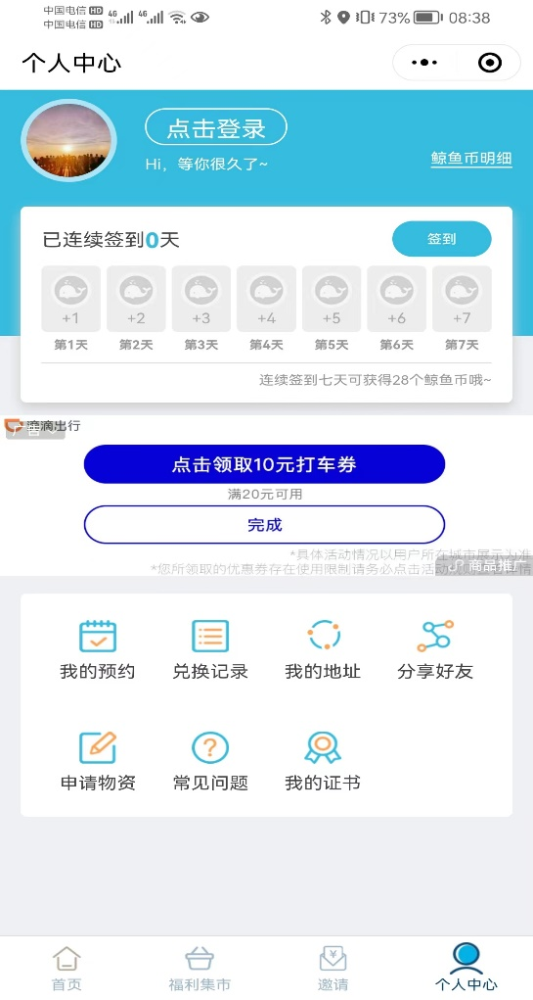 中国电信 HD 4G
中国电信 HD 4G
73% 08:38
个人中心
点击登录
Hi，等你很久了~
鲸鱼币明细
已连续签到0天
签到
+1 +2 +3 +4 +5 +6 +7
第1天 第2天 第3天 第4天 第5天 第6天 第7天
连续签到七天可获得28个鲸鱼币哦~
滴滴出行
广告
点击领取10元打车券
满20元可用
完成
*具体活动情况以用户所在城市展示为准
*您所领取的优惠券存在使用限制请务必点击活动
商品推广
我的预约 兑换记录 我的地址 分享好友
申请物资 常见问题 我的证书
首页 福利集市 邀请 个人中心